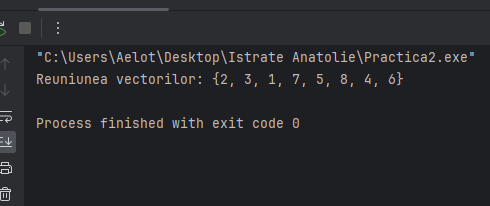 "C:\Users\Aelot\Desktop\Istrate Anatolie\Practica2.exe"
Reuniunea vectorilor: {2, 3, 1, 7, 5, 8, 4, 6}
Process finished with exit code 0